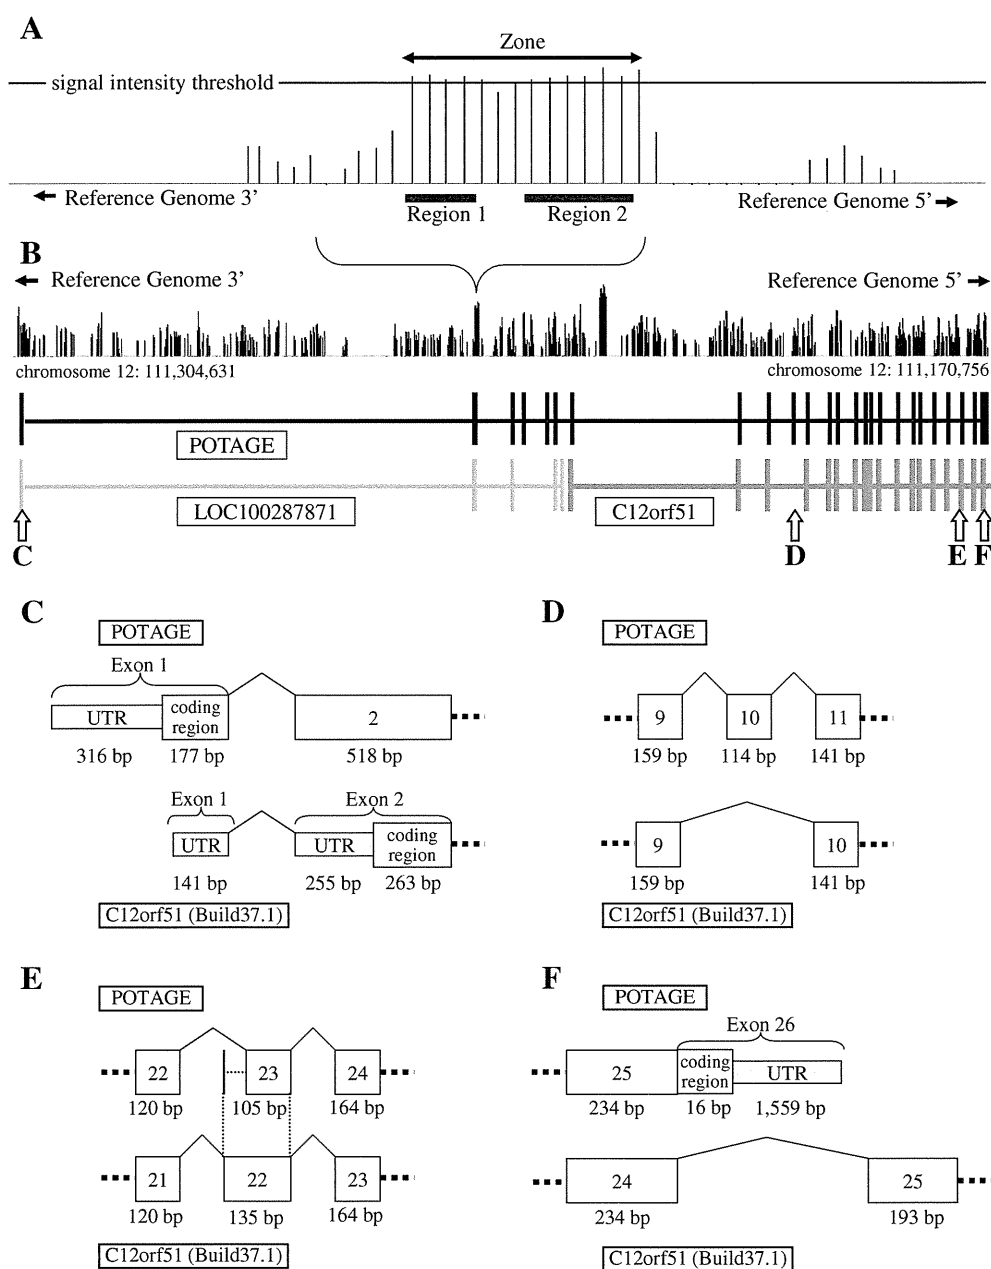 A
Zone
signal intensity threshold
Reference Genome 3’
Region 1
Region 2
Reference Genome 5’
B
Reference Genome 3’
Reference Genome 5’
chromosome 12: 111,304,631
chromosome 12: 111,170,756
POTAGE
LOC100287871
C12orf51
C
D
E
F
C
POTAGE
Exon 1
UTR
coding
region
2
316 bp
177 bp
518 bp
Exon 1
Exon 2
UTR
UTR
coding
region
141 bp
255 bp
263 bp
C12orf51 (Build37.1)
D
POTAGE
9
10
11
159 bp
114 bp
141 bp
9
10
159 bp
141 bp
C12orf51 (Build37.1)
E
POTAGE
22
23
24
120 bp
105 bp
164 bp
21
22
23
120 bp
135 bp
164 bp
C12orf51 (Build37.1)
F
POTAGE
Exon 26
25
coding
region
UTR
234 bp
16 bp
1,559 bp
24
25
234 bp
193 bp
C12orf51 (Build37.1)